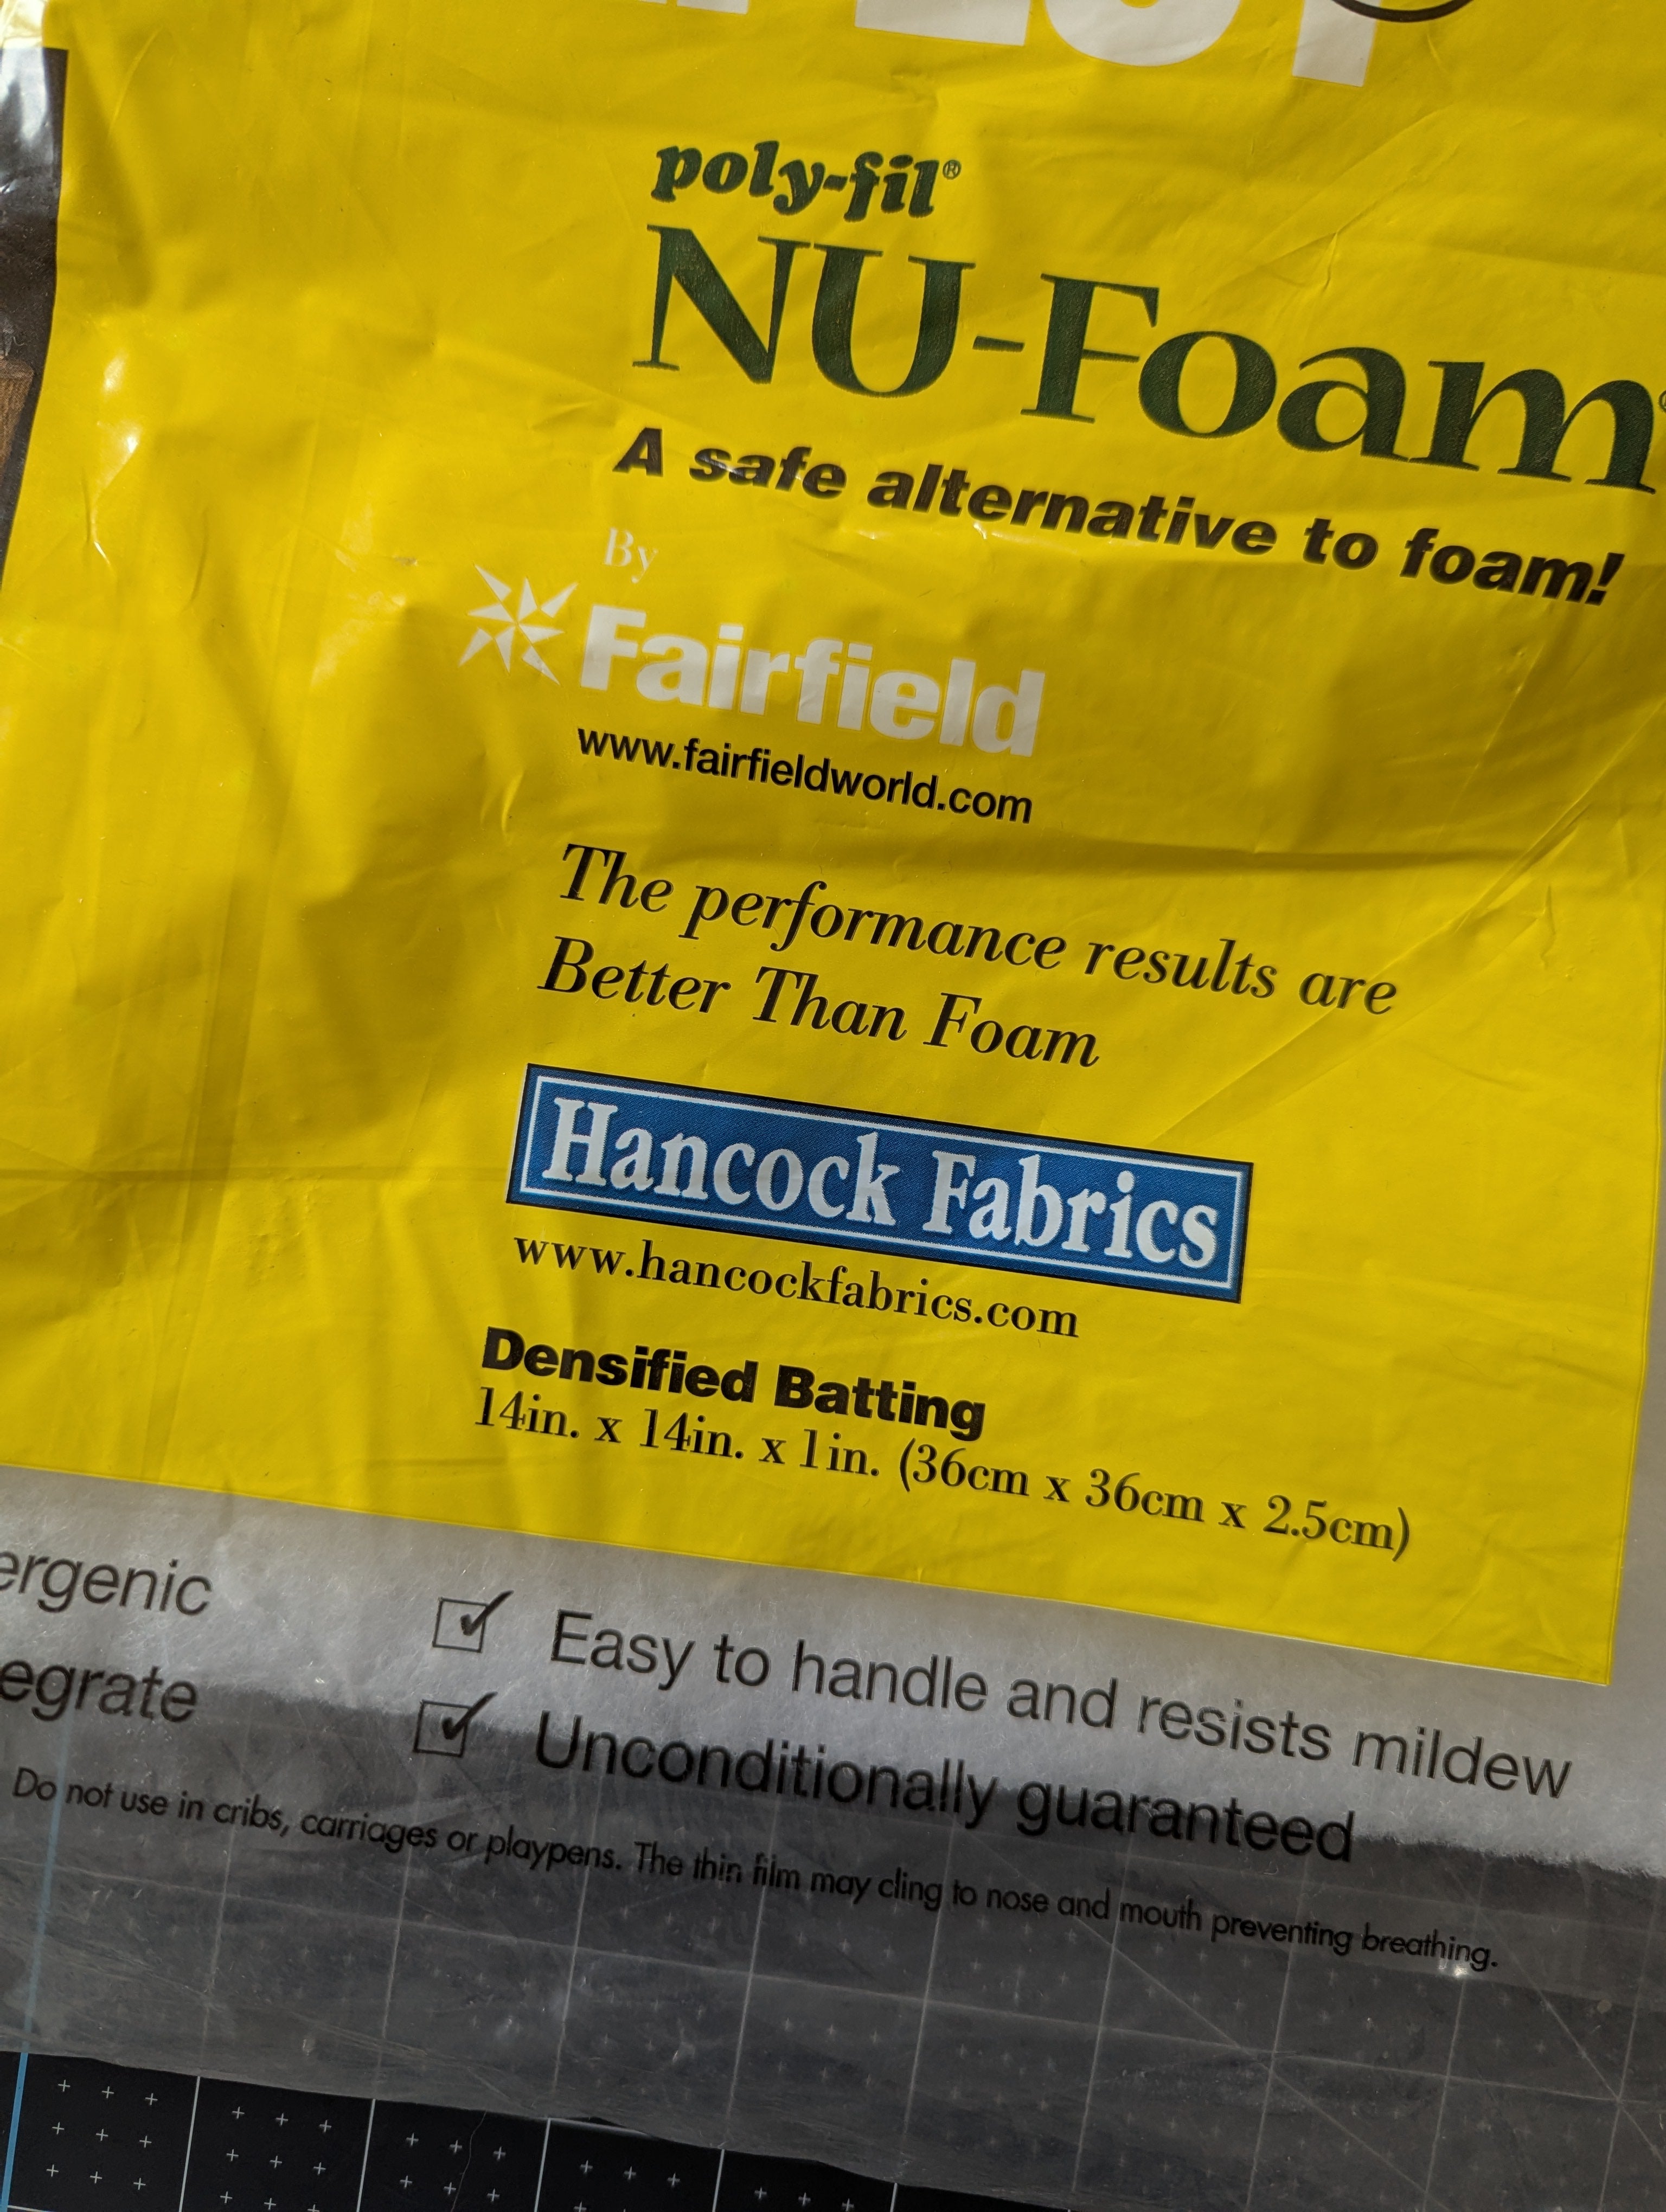 poly-fil®
NU-Foam
A safe alternative to foam!
By
Fairfield
www.fairfieldworld.com
The performance results are
Better Than Foam
Hancock Fabrics
www.hancockfabrics.com
Densified Batting
14in. x 14in. x 1in. (36cm x 36cm x 2.5cm)
ergenic
Easy to handle and resists mildew
egrate
Unconditionally guaranteed
Do not use in cribs, carriages or playpens. The thin film may cling to nose and mouth preventing breathing.